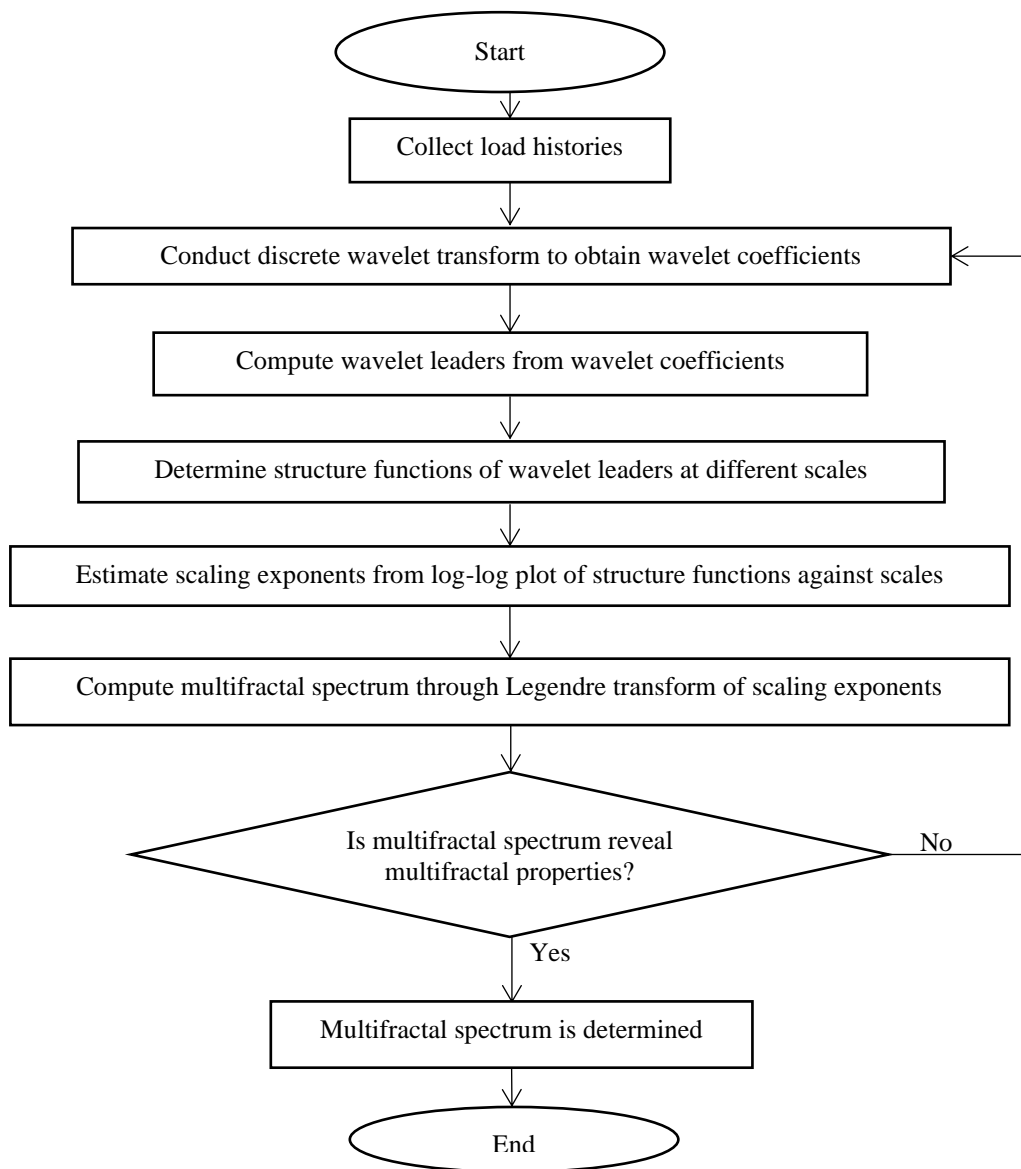 Start
Collect load histories
Conduct discrete wavelet transform to obtain wavelet coefficients
Compute wavelet leaders from wavelet coefficients
Determine structure functions of wavelet leaders at different scales
Estimate scaling exponents from log-log plot of structure functions against scales
Compute multifractal spectrum through Legendre transform of scaling exponents
Is multifractal spectrum reveal
multifractal properties?
No
Yes
Multifractal spectrum is determined
End